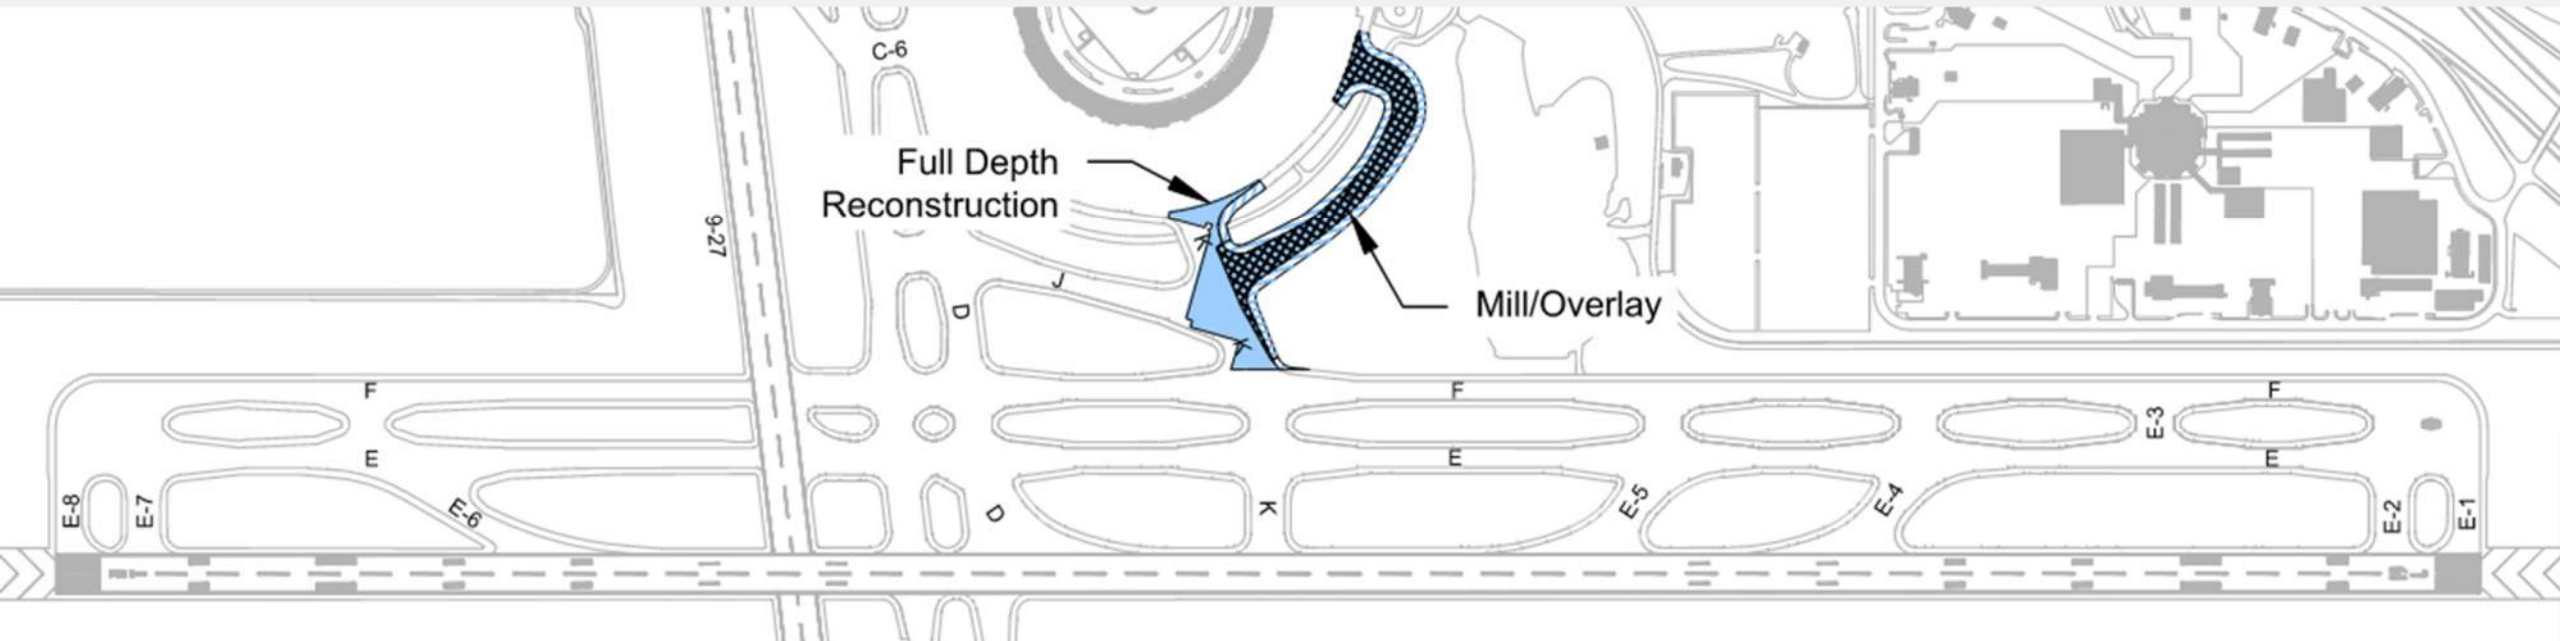 C-6
Full Depth
Reconstruction
9-27
K
J
D
Mill/Overlay
K
F
F
F
E-3
E
E
E
E-8
E-7
E-6
D
K
E-5
E-4
E-2
E-1